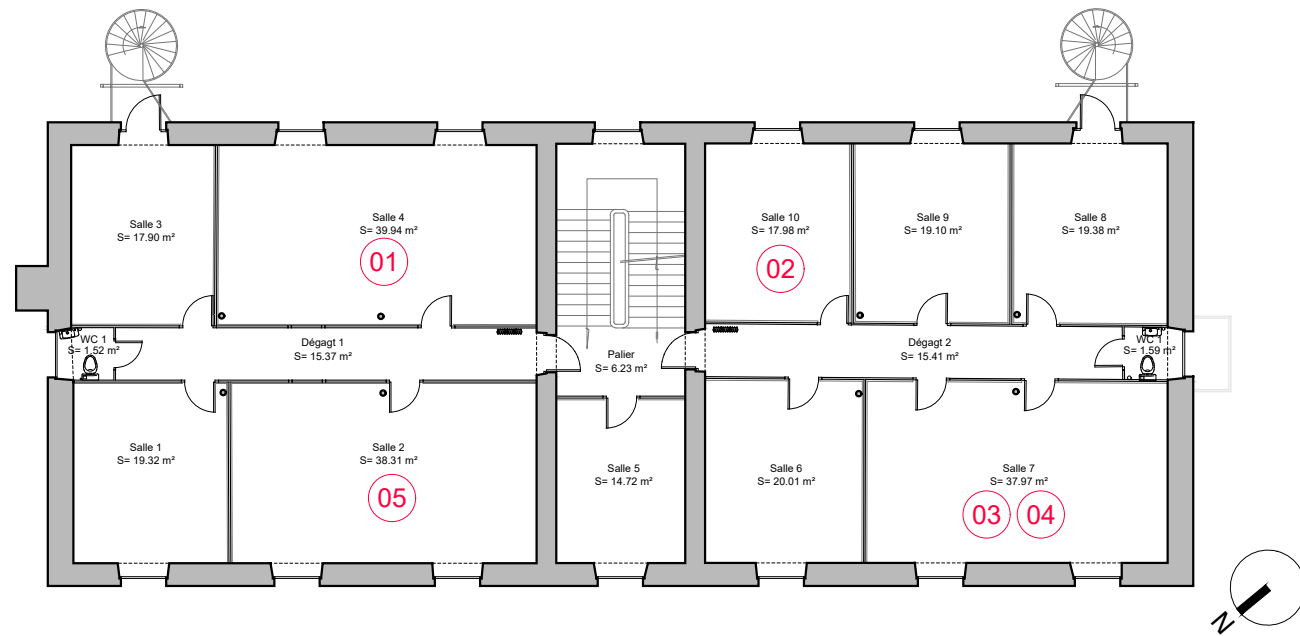 Salle 3
S= 17.90 m²
Salle 4
S= 39.94 m²
01
Salle 10
S= 17.98 m²
02
Salle 9
S= 19.10 m²
Salle 8
S= 19.38 m²
WC 1
S= 1.52 m²
Dégagt 1
S= 15.37 m²
Palier
S= 6.23 m²
Dégagt 2
S= 15.41 m²
WC 1
S= 1.59 m²
Salle 1
S= 19.32 m²
Salle 2
S= 38.31 m²
05
Salle 5
S= 14.72 m²
Salle 6
S= 20.01 m²
Salle 7
S= 37.97 m²
03 04
N